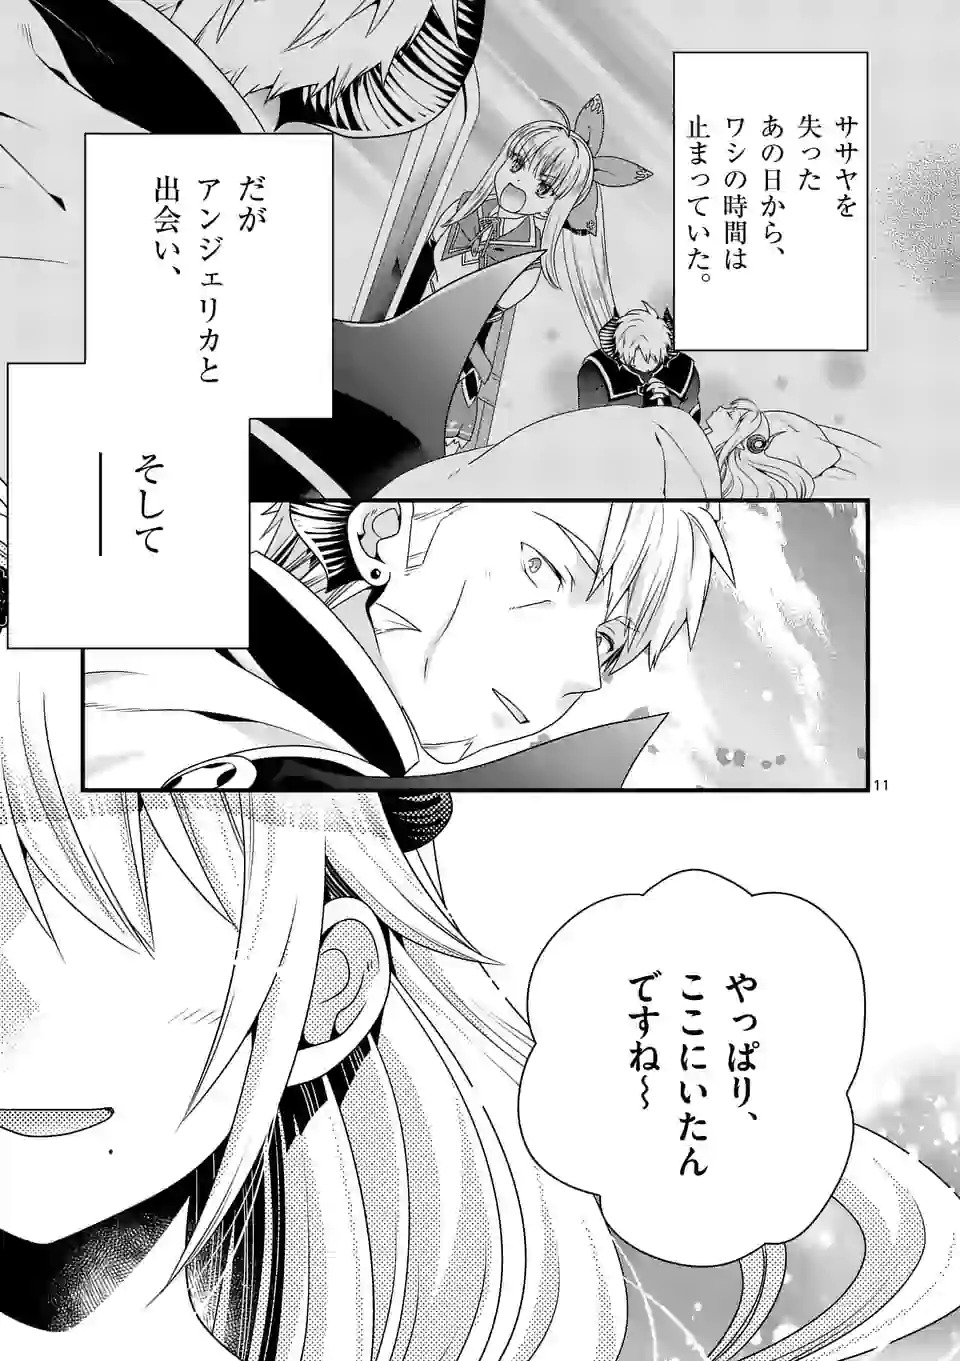 ササヤを
失った
あの日から、
ワシの時間は
止まっていた。
だが
アンジェリカと
出会い、
そして
――
11
やっぱり、
ここにいたん
ですね～